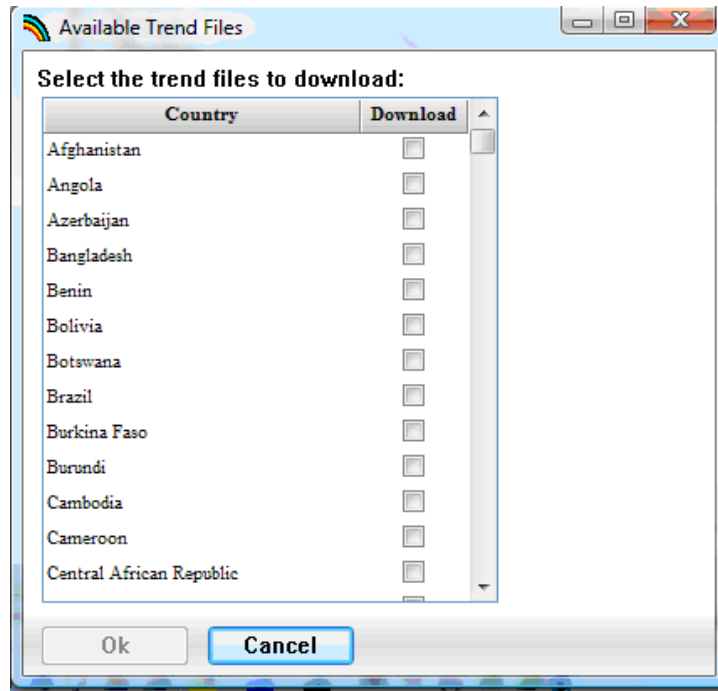 Available Trend Files
Select the trend files to download:
Country Download
Afghanistan
Angola
Azerbaijan
Bangladesh
Benin
Bolivia
Botswana
Brazil
Burkina Faso
Burundi
Cambodia
Cameroon
Central African Republic
Ok Cancel